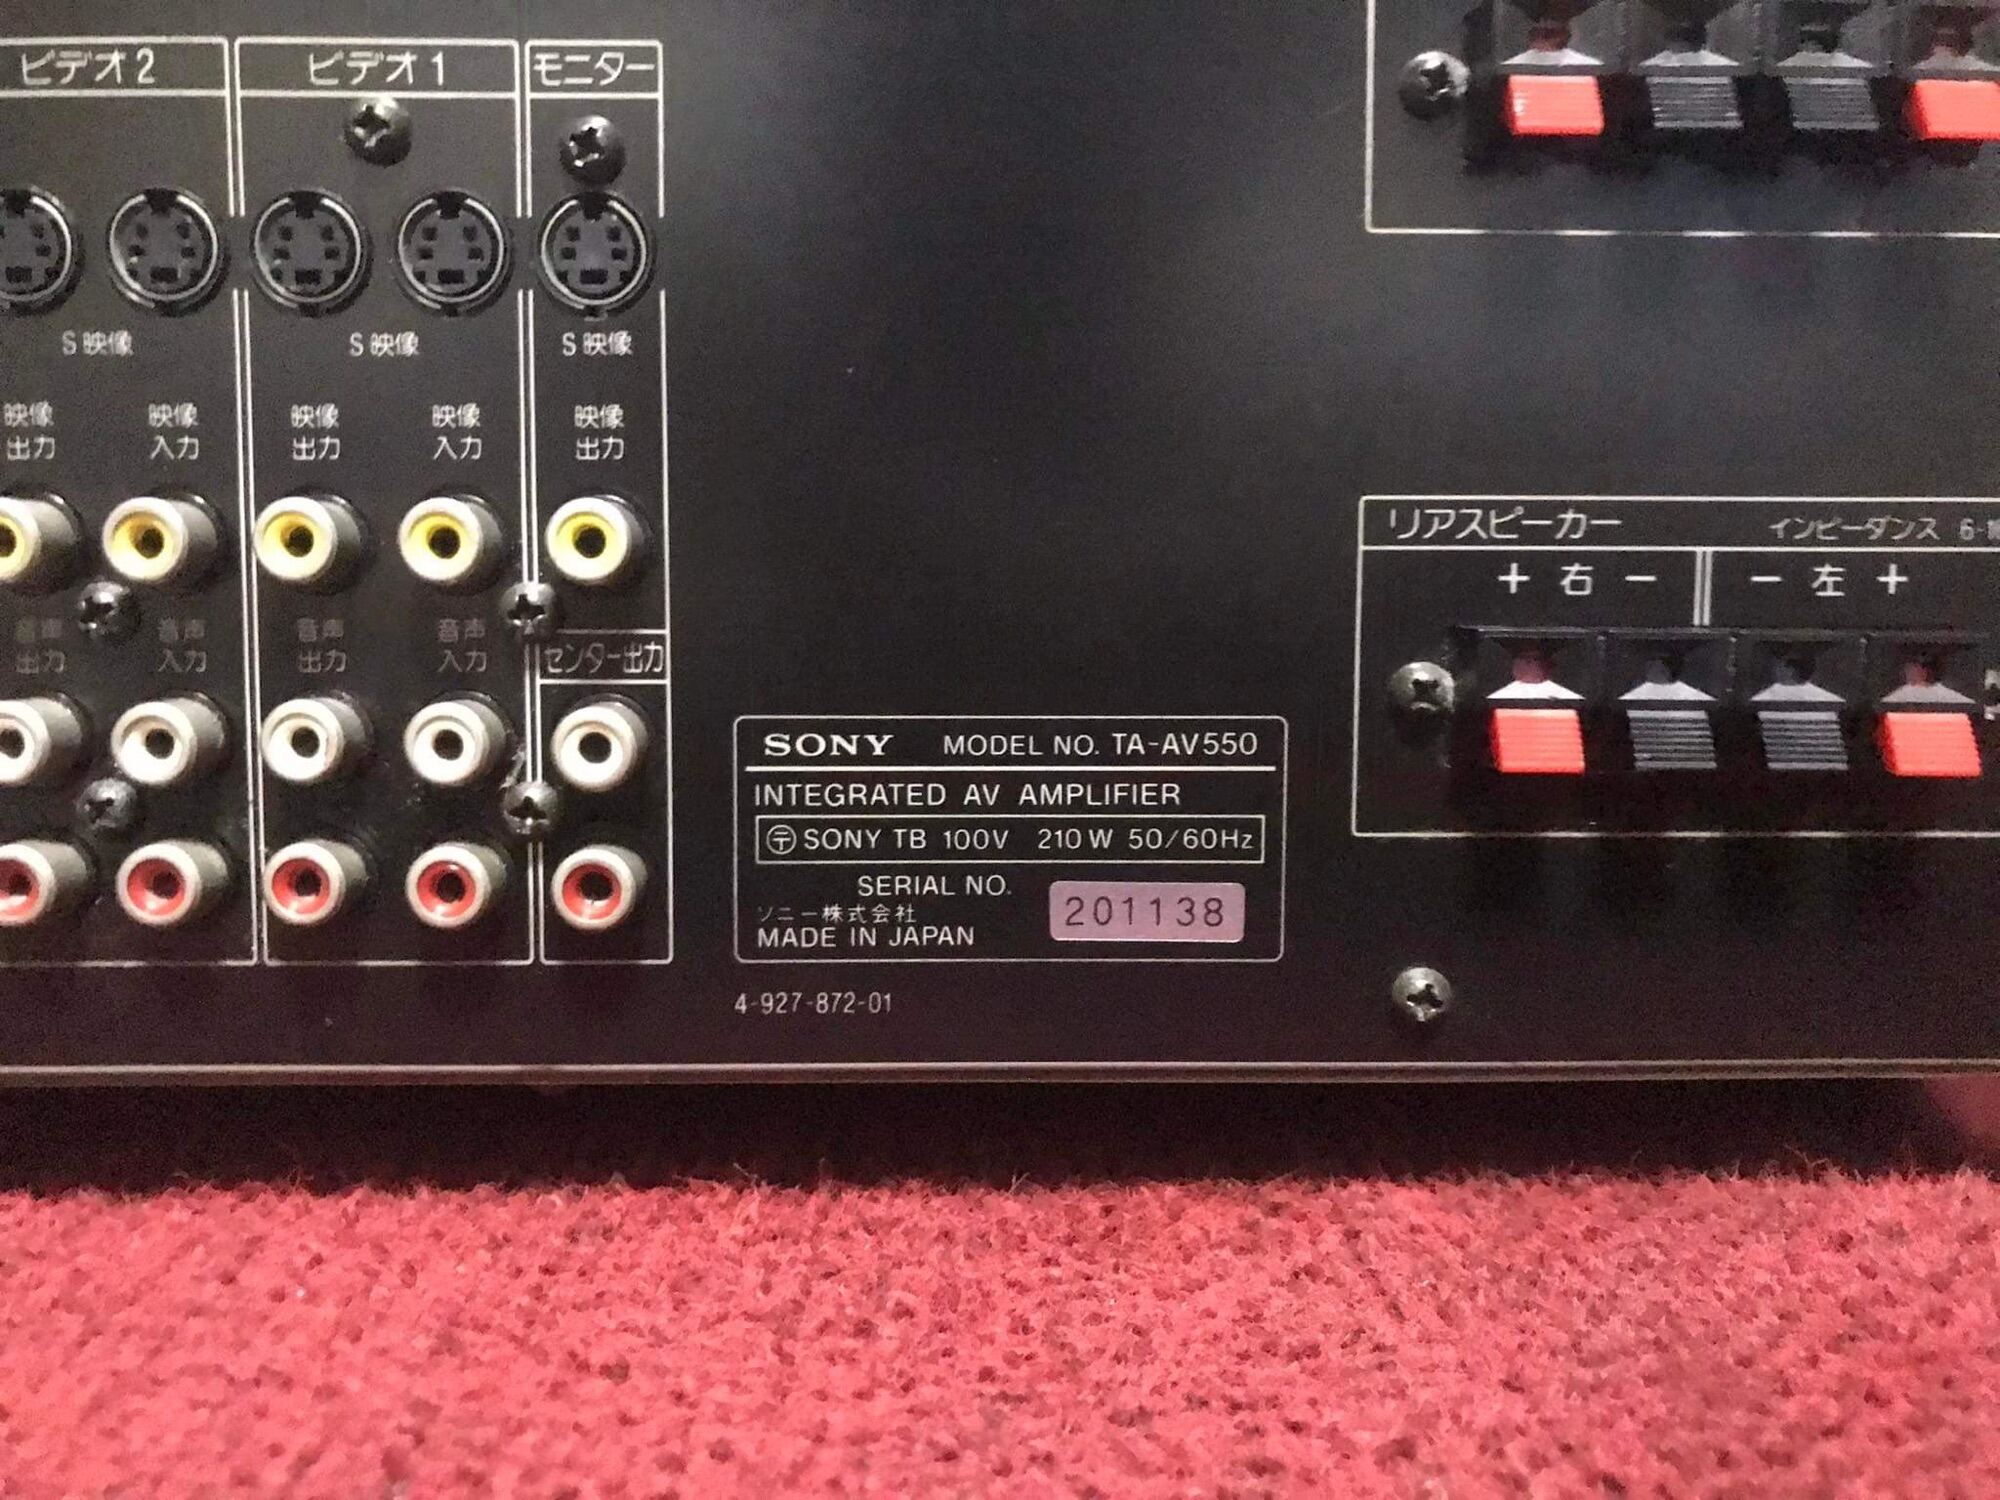 ビデオ2
ビデオ1
モニター
S映像
S映像
S映像
映像
出力
映像
入力
映像
出力
映像
入力
映像
出力
音声
出力
音声
入力
音声
出力
音声
入力
センター出力
リアスピーカー インピーダンス 6-16
+ 右 − − 左 +
SONY MODEL NO. TA-AV550
INTEGRATED AV AMPLIFIER
〶 SONY TB 100V 210W 50/60Hz
SERIAL NO.
201138
ソニー株式会社
MADE IN JAPAN
4-927-872-01